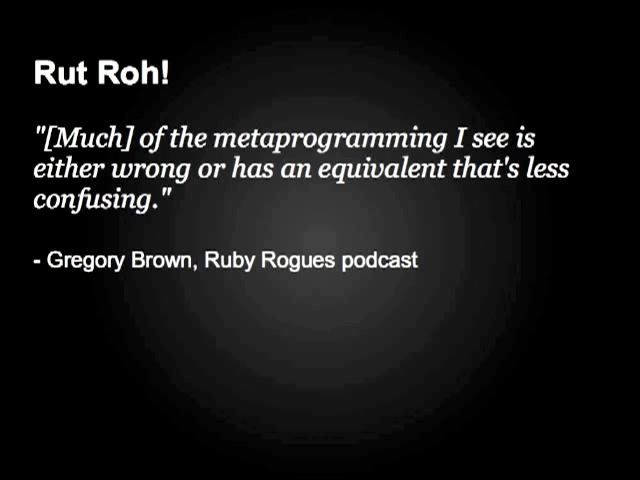 Rut Roh!
"[Much] of the metaprogramming I see is
either wrong or has an equivalent that's less
confusing."
- Gregory Brown, Ruby Rogues podcast